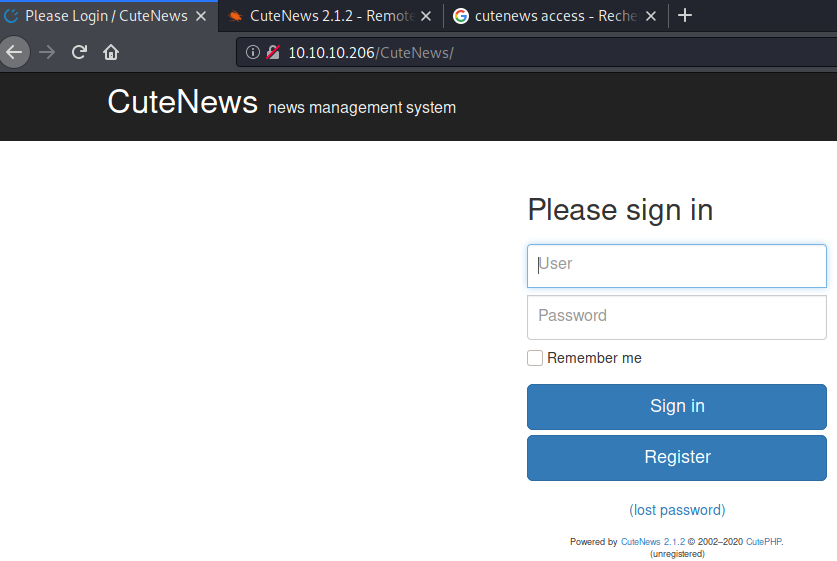 Please Login / CuteNews
CuteNews 2.1.2 - Remote
cutenews access - Reche
10.10.10.206/CuteNews/
CuteNews news management system
Please sign in
User
Password
Remember me
Sign in
Register
(lost password)
Powered by CuteNews 2.1.2 © 2002–2020 CutePHP.
(unregistered)